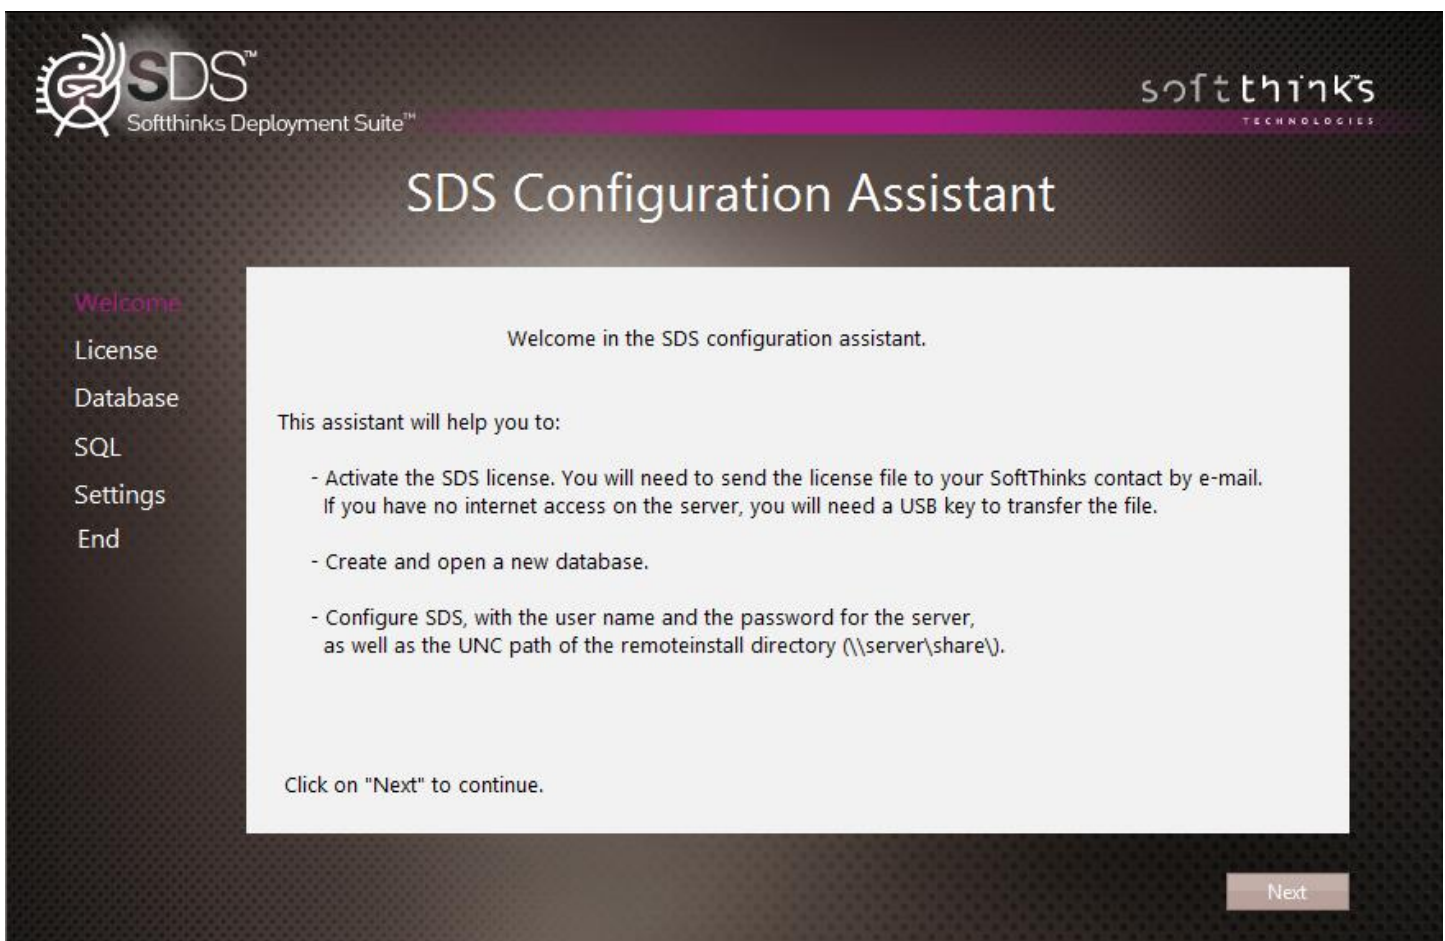 SDS™
Softthinks Deployment Suite™
softthinks™
TECHNOLOGIES
SDS Configuration Assistant
Welcome
License
Database
SQL
Settings
End
Welcome in the SDS configuration assistant.
This assistant will help you to:
- Activate the SDS license. You will need to send the license file to your SoftThinks contact by e-mail.
If you have no internet access on the server, you will need a USB key to transfer the file.
- Create and open a new database.
- Configure SDS, with the user name and the password for the server,
as well as the UNC path of the remoteinstall directory (\\server\share\).
Click on "Next" to continue.
Next